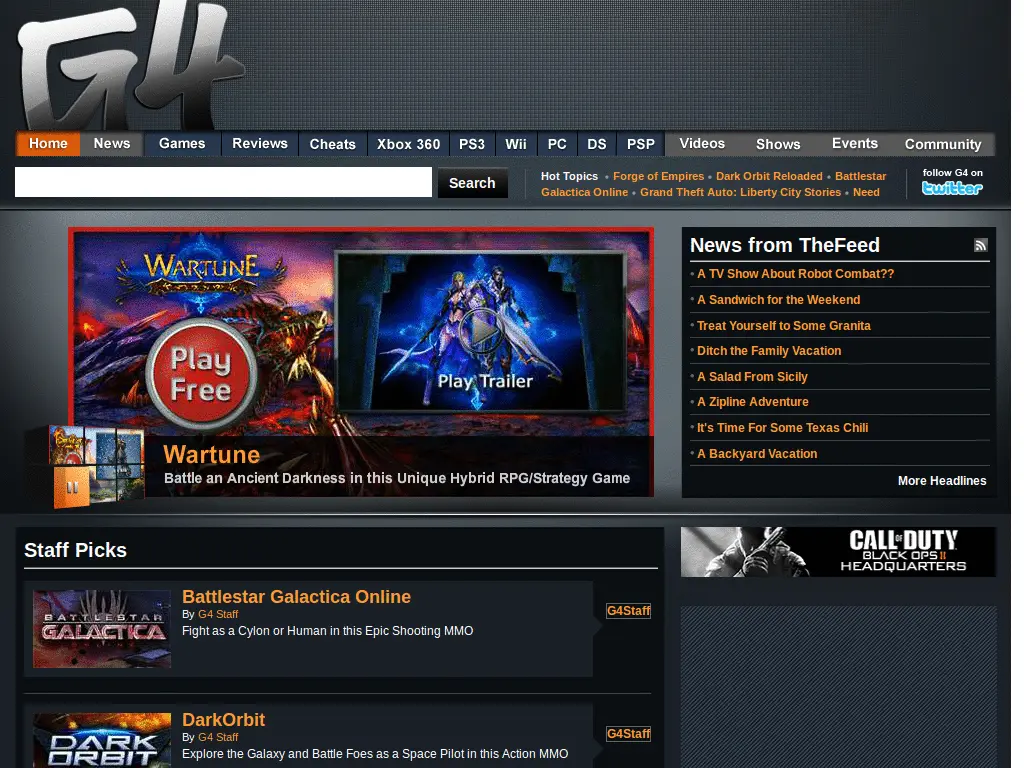 G4
Home News Games Reviews Cheats Xbox 360 PS3 Wii PC DS PSP Videos Shows Events Community
Search
Hot Topics • Forge of Empires • Dark Orbit Reloaded • Battlestar
Galactica Online • Grand Theft Auto: Liberty City Stories • Need
follow G4 on
twitter
WARTUNE
Play
Free
Play Trailer
Wartune
Battle an Ancient Darkness in this Unique Hybrid RPG/Strategy Game
News from TheFeed
• A TV Show About Robot Combat??
• A Sandwich for the Weekend
• Treat Yourself to Some Granita
• Ditch the Family Vacation
• A Salad From Sicily
• A Zipline Adventure
• It's Time For Some Texas Chili
• A Backyard Vacation
More Headlines
Staff Picks
BATTLESTAR
GALACTICA
Battlestar Galactica Online
By G4 Staff
Fight as a Cylon or Human in this Epic Shooting MMO
G4Staff
DARK
ORBIT
DarkOrbit
By G4 Staff
Explore the Galaxy and Battle Foes as a Space Pilot in this Action MMO
G4Staff
CALL OF DUTY
BLACK OPS II
HEADQUARTERS